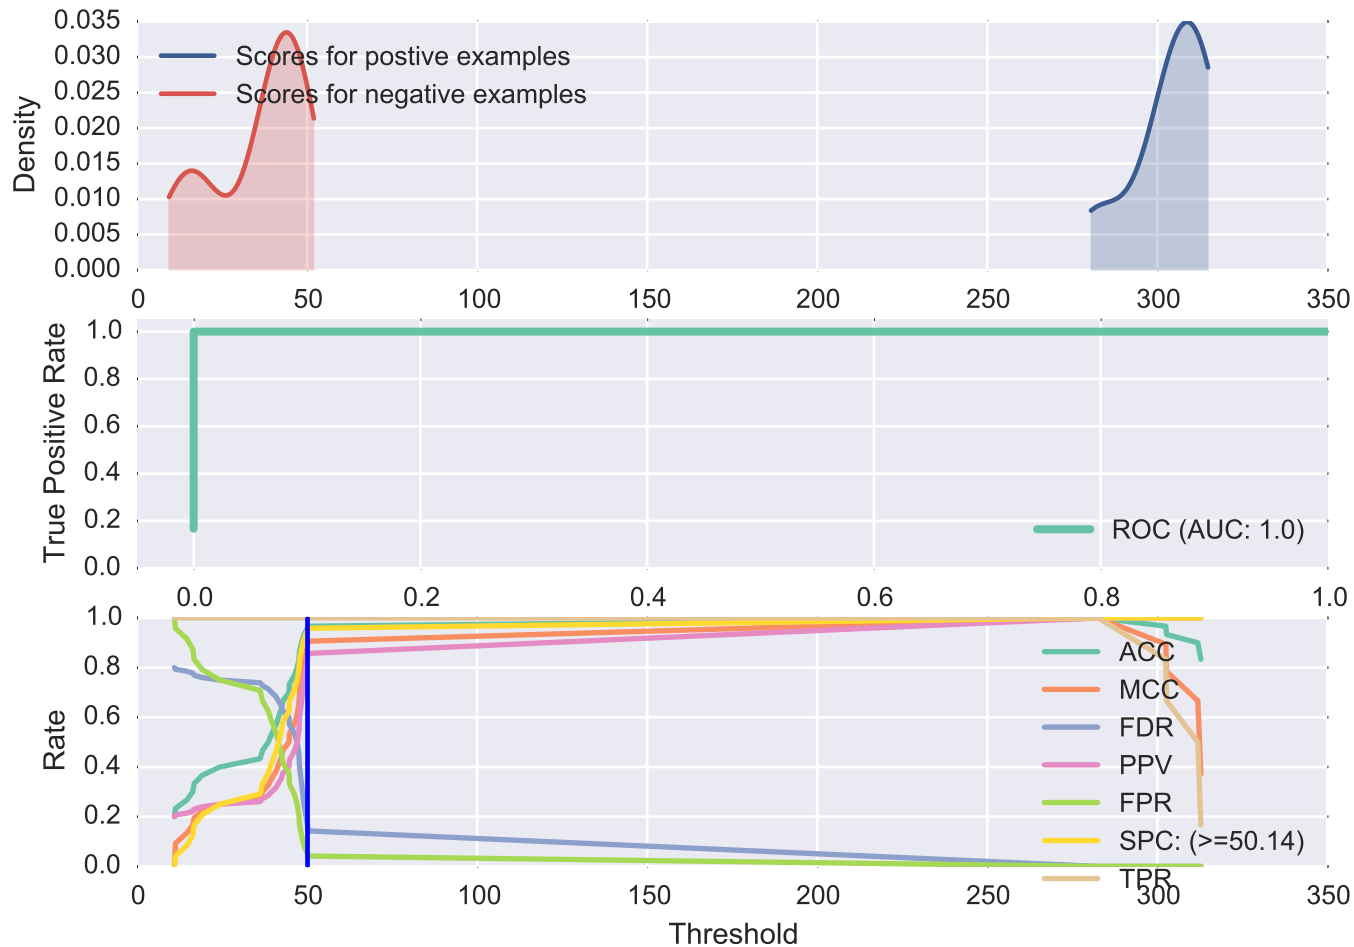 0.035
0.030
0.025
0.020
0.015
0.010
0.005
0.000
Density
Scores for postive examples
Scores for negative examples
0 50 100 150 200 250 300 350
1.0
0.8
0.6
0.4
0.2
0.0
True Positive Rate
ROC (AUC: 1.0)
0.0 0.2 0.4 0.6 0.8 1.0
1.0
0.8
0.6
0.4
0.2
0.0
Rate
ACC
MCC
FDR
PPV
FPR
SPC: (>=50.14)
TPR
0 50 100 150 200 250 300 350
Threshold